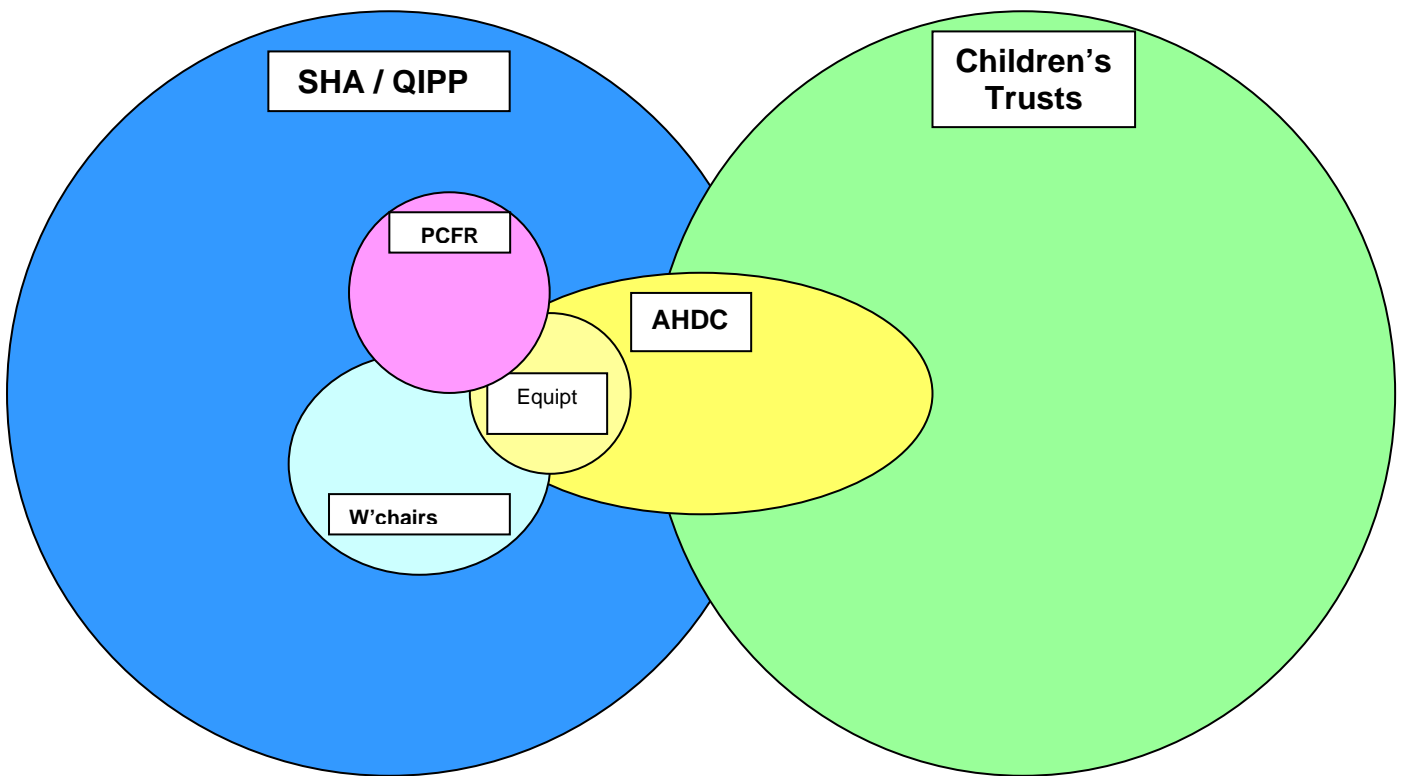 SHA / QIPP
Children’s
Trusts
PCFR
AHDC
Equipt
W’chairs